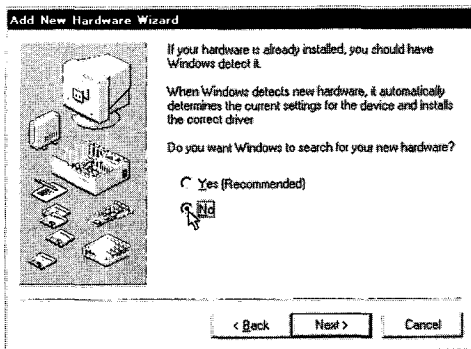 Add New Hardware Wizard
If your hardware is already installed, you should have
Windows detect it.
When Windows detects new hardware, it automatically
determines the current settings for the device and installs
the correct driver
Do you want Windows to search for your new hardware?
Yes (Recommended)
No
< Back
Next >
Cancel